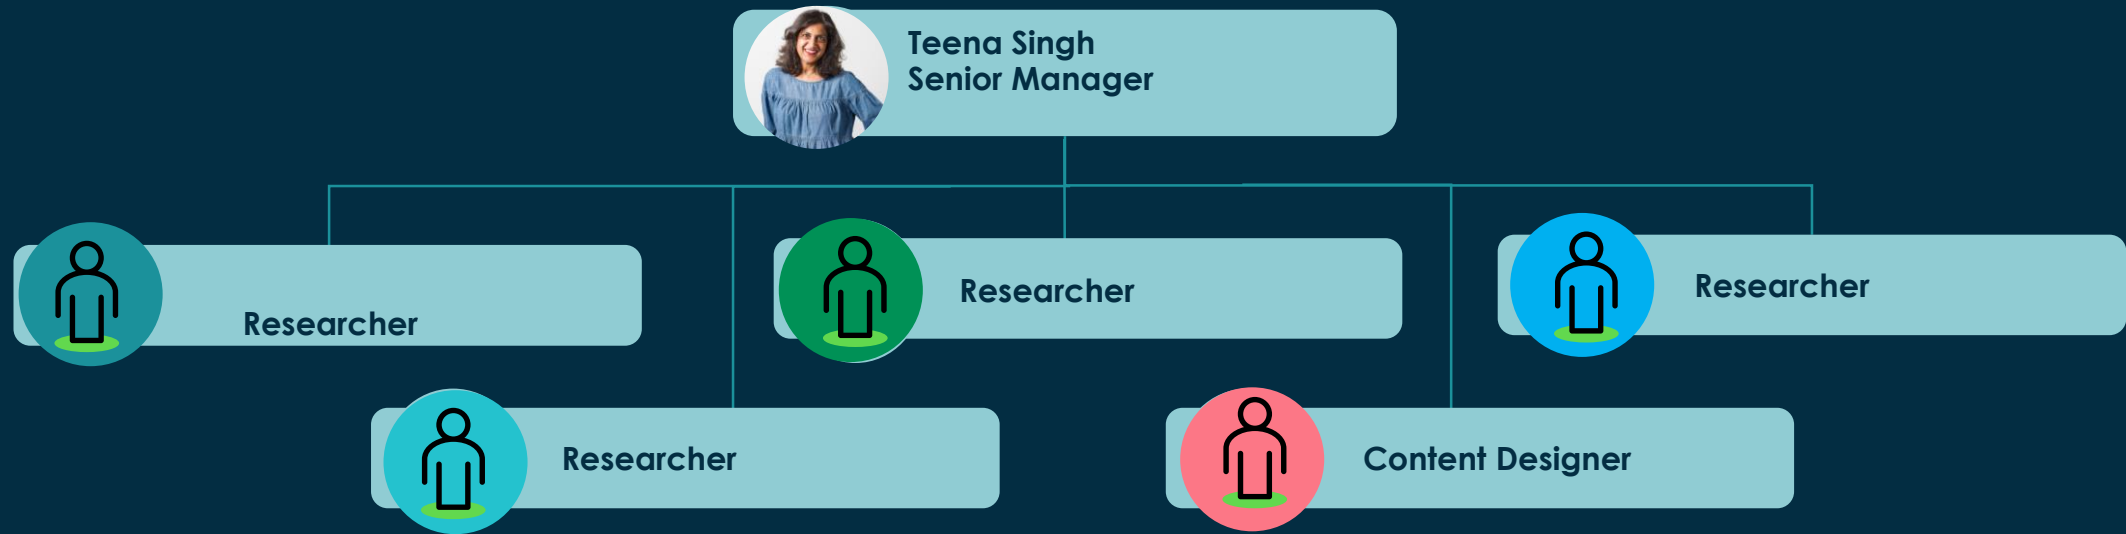 Teena Singh
Senior Manager
Researcher
Researcher
Researcher
Researcher
Content Designer